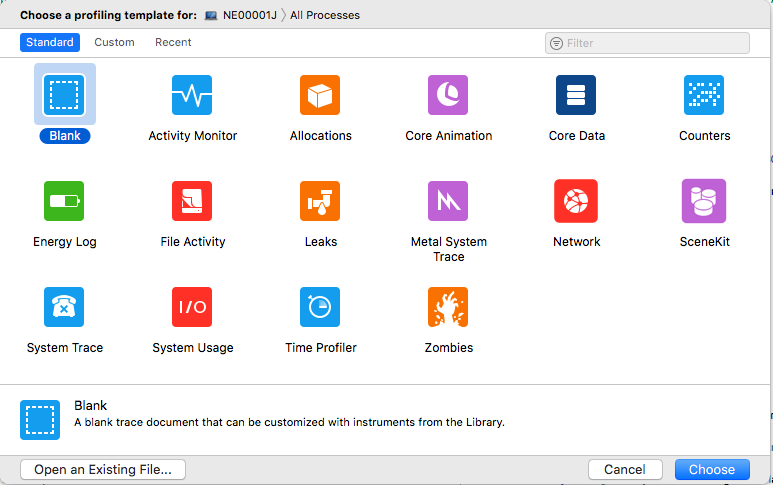 Choose a profiling template for: NE00001J 〉 All Processes
Standard Custom Recent Filter
Blank Activity Monitor Allocations Core Animation Core Data Counters
Energy Log File Activity Leaks Metal System Trace Network SceneKit
I/O
System Trace System Usage Time Profiler Zombies
Blank
A blank trace document that can be customized with instruments from the Library.
Open an Existing File... Cancel Choose